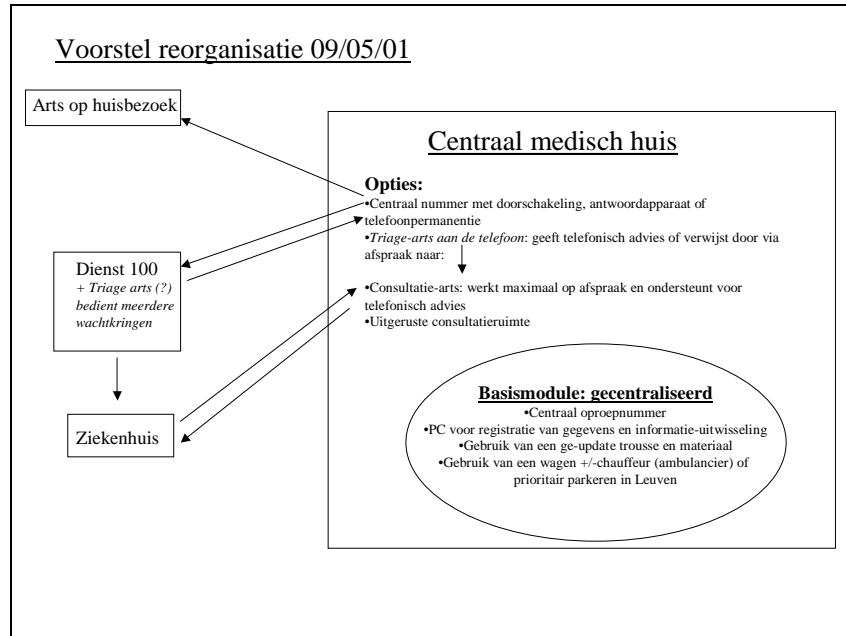 Voorstel reorganisatie 09/05/01
Arts op huisbezoek
Centraal medisch huis
Opties:
•Centraal nummer met doorschakeling, antwoordapparaat of
telefoonpermanentie
•Triage-arts aan de telefoon: geeft telefonisch advies of verwijst door via
afspraak naar:
Dienst 100
+ Triage arts (?)
bedient meerdere
wachtkringen
•Consultatie-arts: werkt maximaal op afspraak en ondersteunt voor
telefonisch advies
•Uitgeruste consultatieruimte
Ziekenhuis
Basismodule: gecentraliseerd
•Centraal oproepnummer
•PC voor registratie van gegevens en informatie-uitwisseling
•Gebruik van een ge-update trousse en materiaal
•Gebruik van een wagen +/-chauffeur (ambulancier) of
prioritair parkeren in Leuven